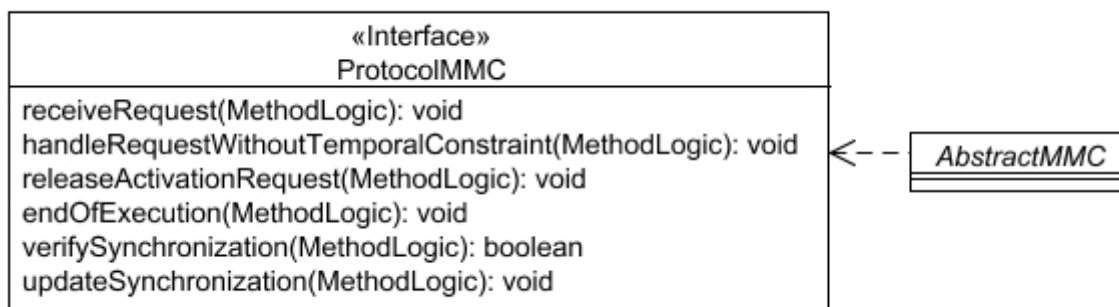 «Interface»
ProtocolMMC
receiveRequest(MethodLogic): void
handleRequestWithoutTemporalConstraint(MethodLogic): void
releaseActivationRequest(MethodLogic): void
endOfExecution(MethodLogic): void
verifySynchronization(MethodLogic): boolean
updateSynchronization(MethodLogic): void
AbstractMMC